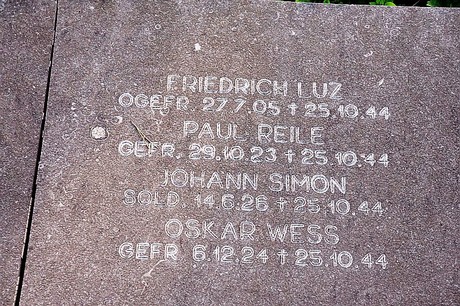 FRIEDRICH LUZ
OGEFR. 27.7.05 † 25.10.44
PAUL REILE
GEFR. 29.10.23 † 25.10.44
JOHANN SIMON
SOLD. 14.6.26 † 25.10.44
OSKAR WESS
GEFR. 6.12.24 † 25.10.44